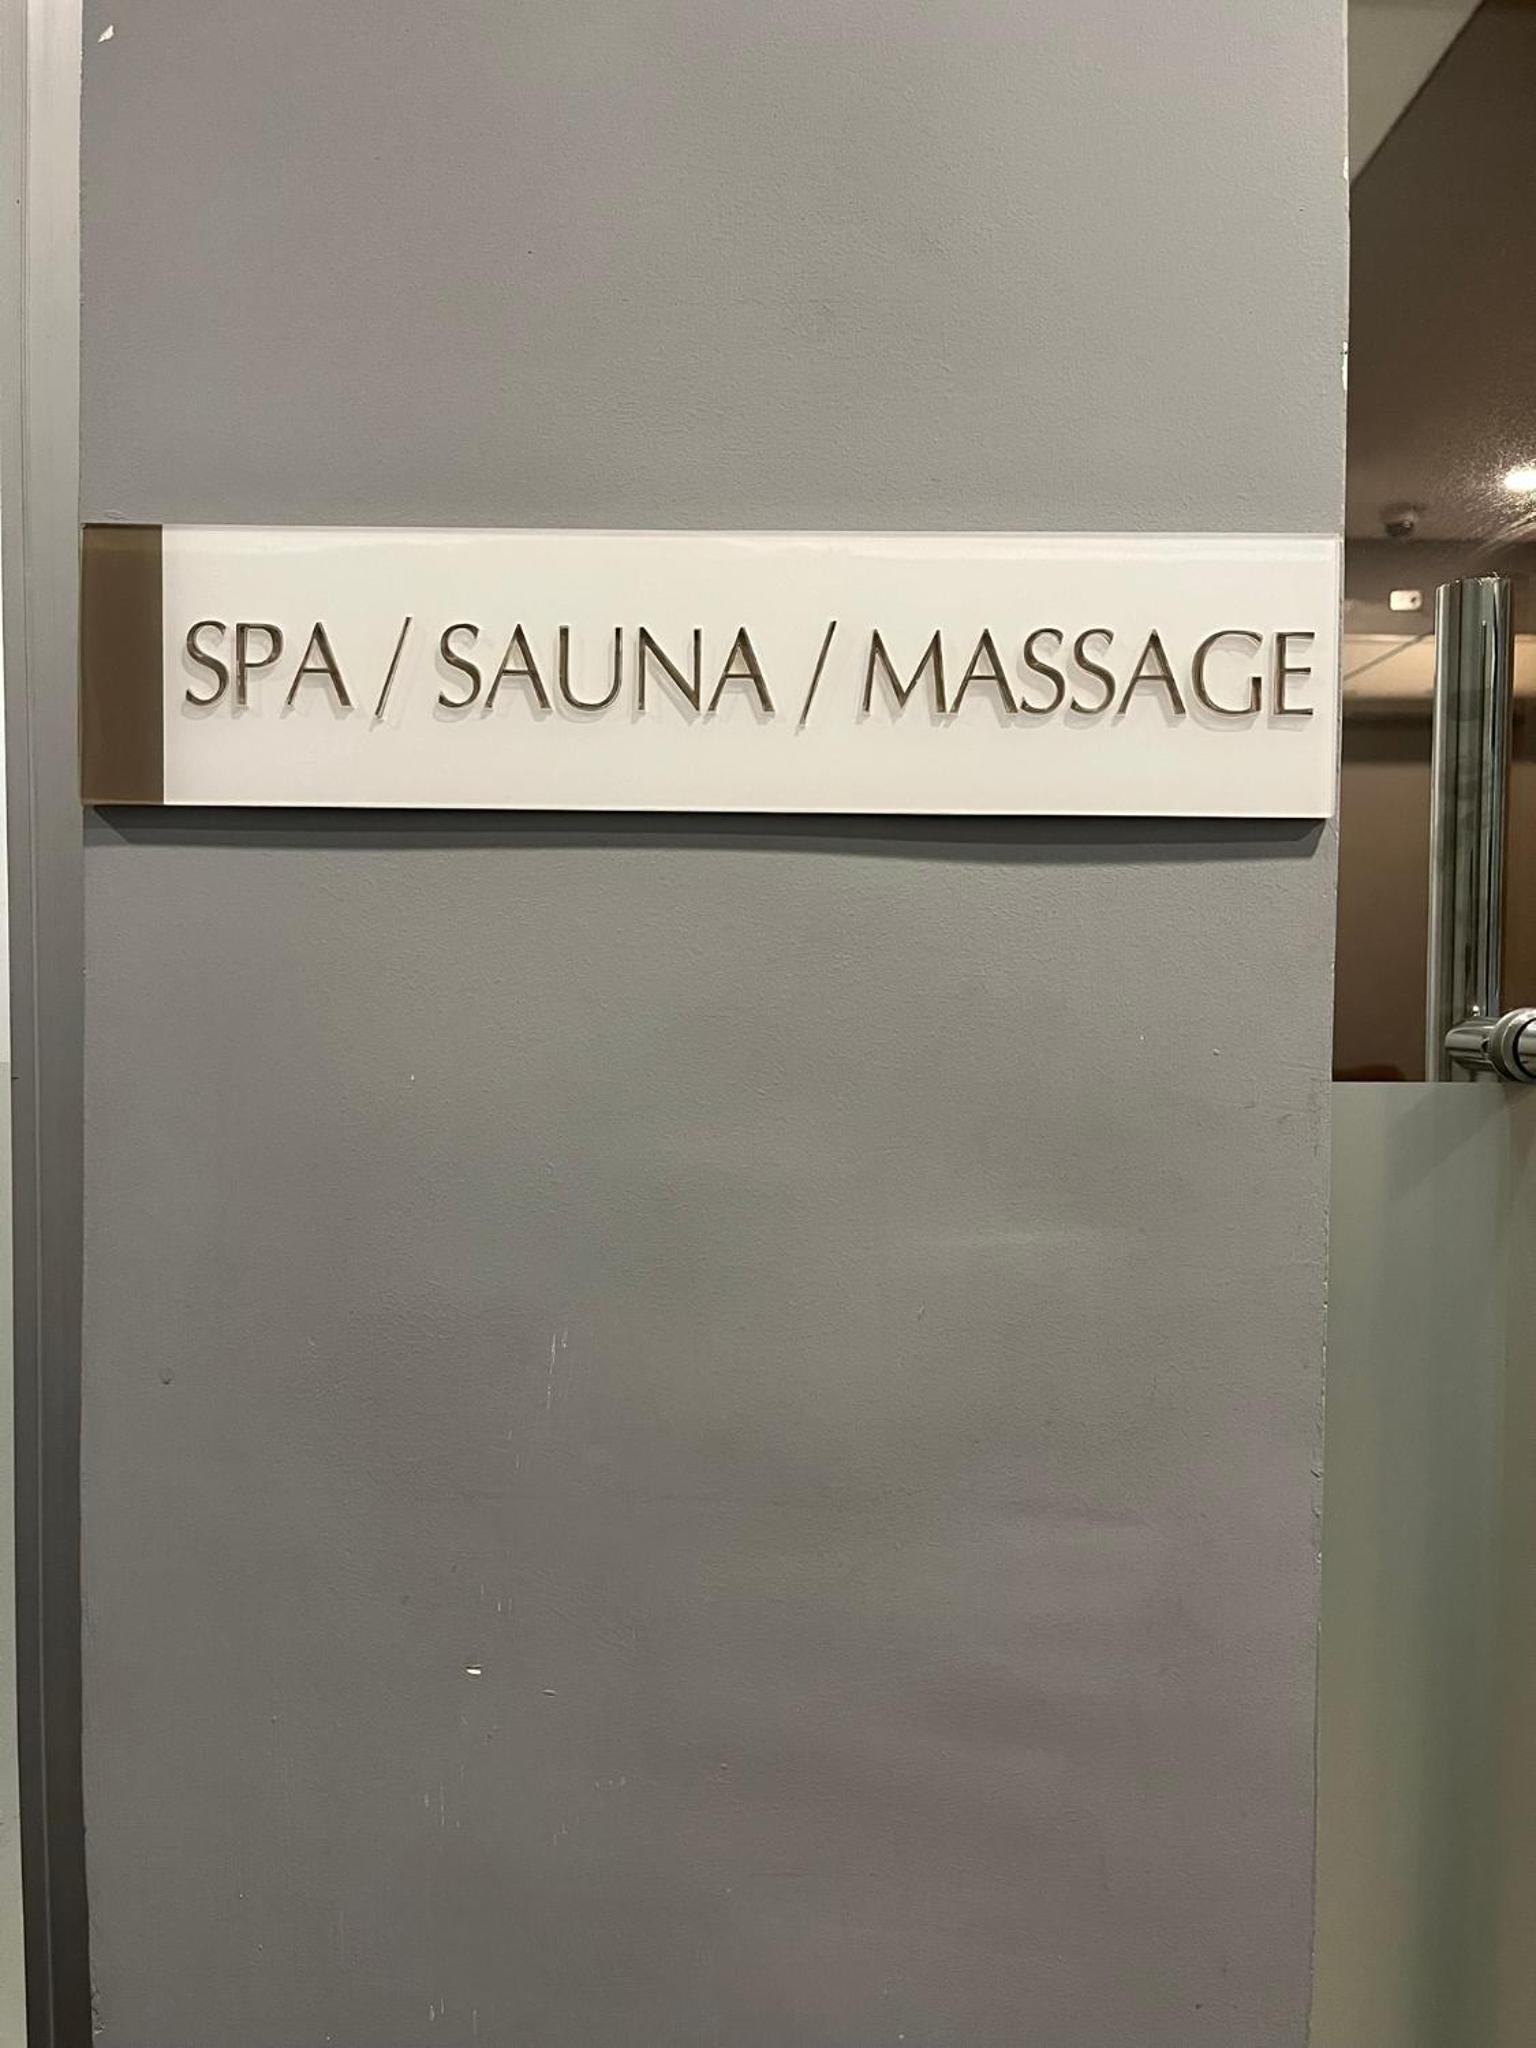 SPA / SAUNA / MASSAGE